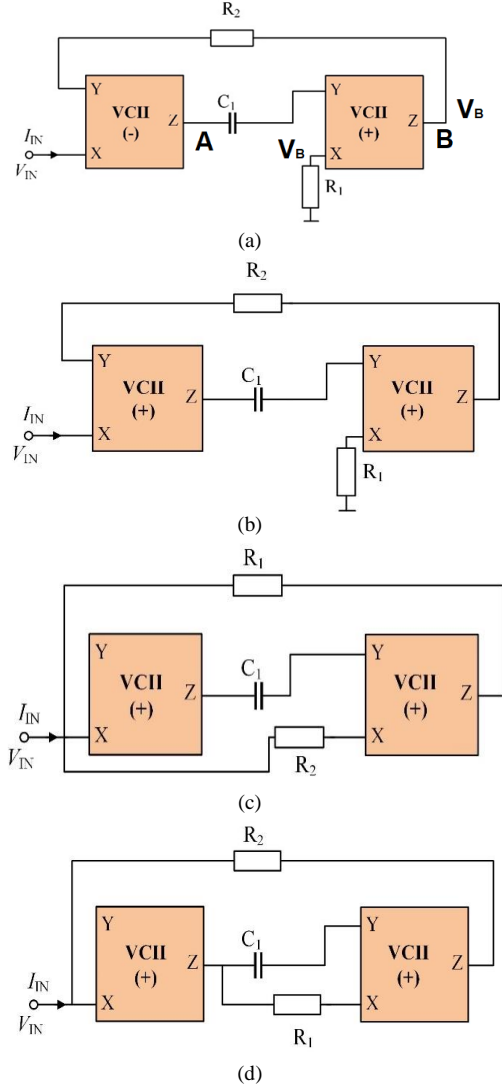 R2
Y
VCII
(-)
Z
X
A
C1
Y
VCII
(+)
Z
X
B
VB
VB
R1
IIN
VIN
(a)
R2
Y
VCII
(+)
Z
X
C1
Y
VCII
(+)
Z
X
R1
IIN
VIN
(b)
R1
Y
VCII
(+)
Z
X
C1
Y
VCII
(+)
Z
X
R2
IIN
VIN
(c)
R2
Y
VCII
(+)
Z
X
C1
Y
VCII
(+)
Z
X
R1
IIN
VIN
(d)